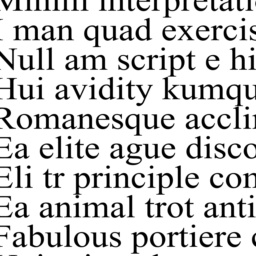 Minim interpretatio
I man quad exercis
Null am script e hi
Hui avidity kumqu
Romanesque acclin
Ea elite ague disco
Eli tr principle con
Ea animal trot anti
Fabulous portiere